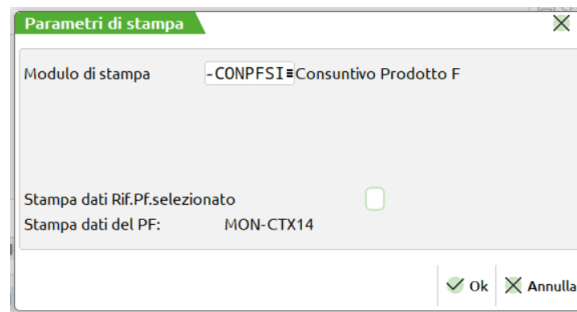 Parametri di stampa
Modulo di stampa -CONPFSI≡Consuntivo Prodotto F
Stampa dati Rif.Pf.selezionato
Stampa dati del PF: MON-CTX14
Ok Annulla